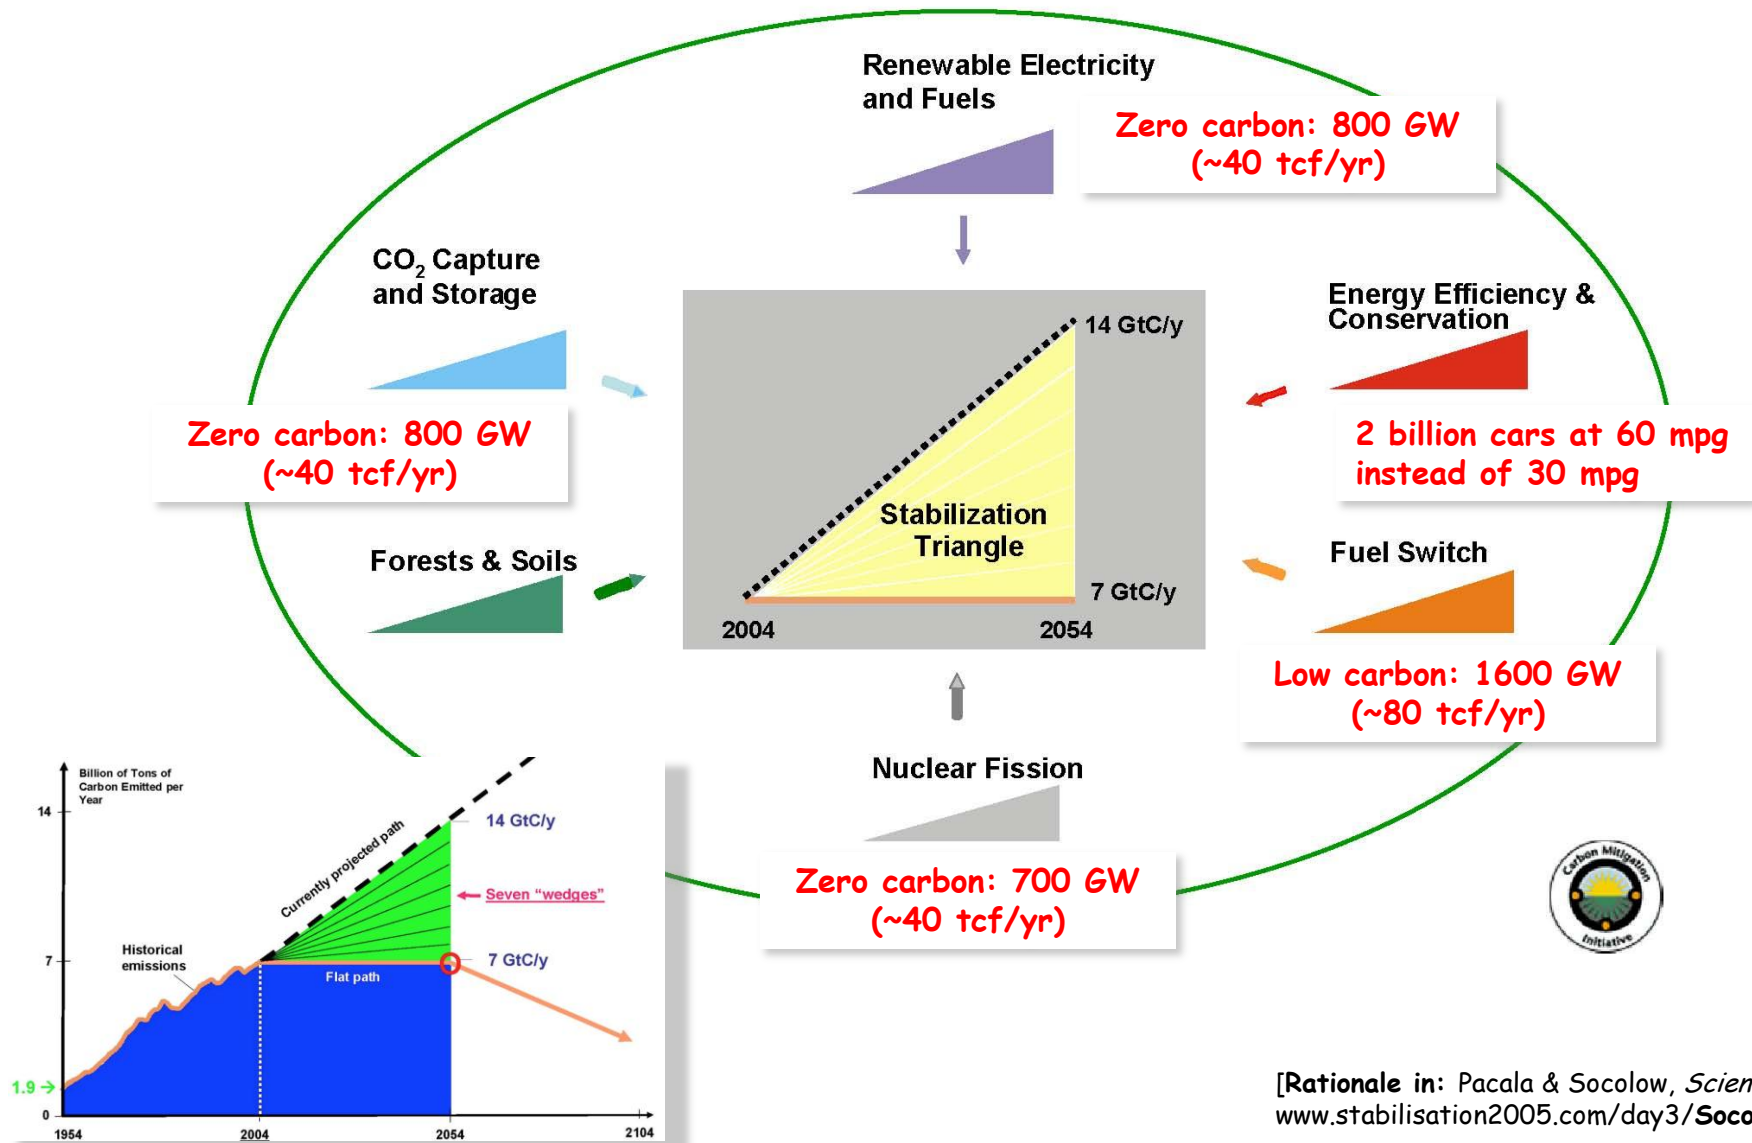 Renewable Electricity
and Fuels
Zero carbon: 800 GW
(~40 tcf/yr)
CO2 Capture
and Storage
Zero carbon: 800 GW
(~40 tcf/yr)
Energy Efficiency &
Conservation
2 billion cars at 60 mpg
instead of 30 mpg
14 GtC/y
Stabilization
Triangle
7 GtC/y
2004
2054
Forests & Soils
Fuel Switch
Low carbon: 1600 GW
(~80 tcf/yr)
Nuclear Fission
Zero carbon: 700 GW
(~40 tcf/yr)
Billion of Tons of
Carbon Emitted per
Year
14
14 GtC/y
Currently projected path
Seven "wedges"
Historical
emissions
7
7 GtC/y
Flat path
1.9 →
0
1954
2004
2054
2104
Carbon Mitigation
Initiative
[Rationale in: Pacala & Socolow, Scien
www.stabilisation2005.com/day3/Soco